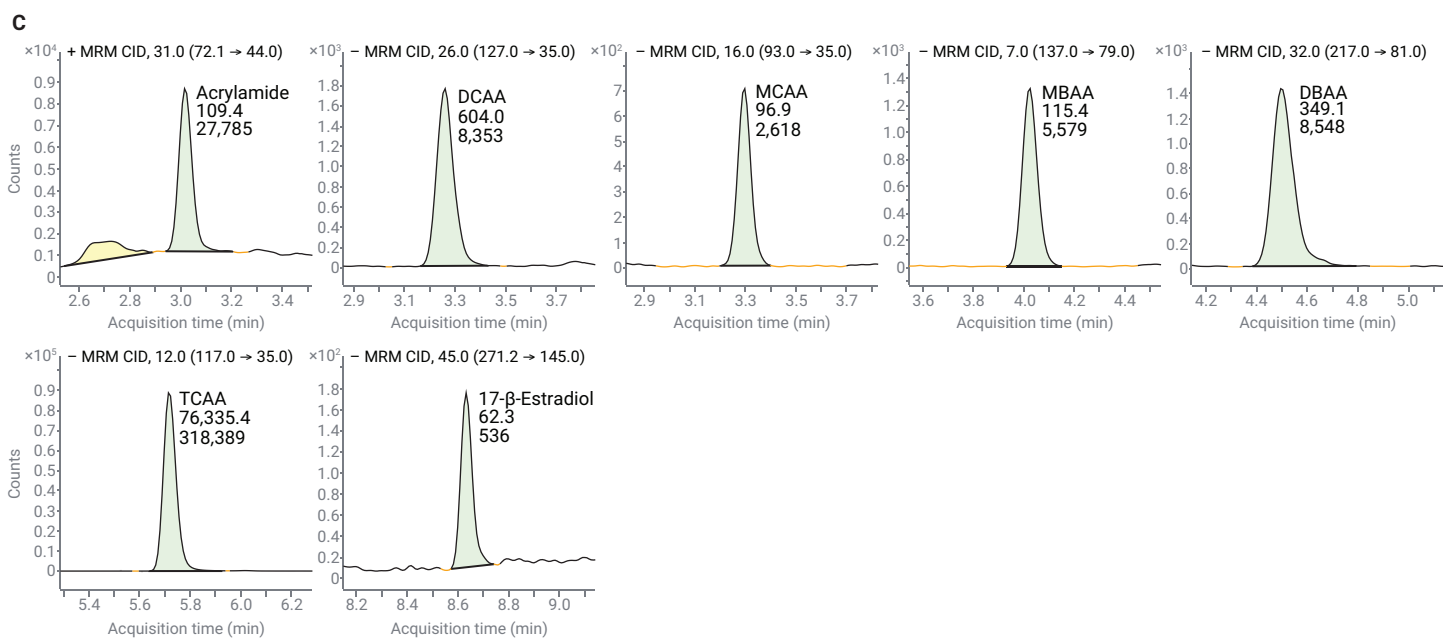 C
×10⁴ + MRM CID, 31.0 (72.1 → 44.0)
Acrylamide
109.4
27,785
Counts
0.9
0.8
0.7
0.6
0.5
0.4
0.3
0.2
0.1
0
2.6 2.8 3.0 3.2 3.4
Acquisition time (min)
×10³ – MRM CID, 26.0 (127.0 → 35.0)
DCAA
604.0
8,353
1.8
1.6
1.4
1.2
1.0
0.8
0.6
0.4
0.2
0
2.9 3.1 3.3 3.5 3.7
Acquisition time (min)
×10² – MRM CID, 16.0 (93.0 → 35.0)
MCAA
96.9
2,618
7
6
5
4
3
2
1
0
2.9 3.1 3.3 3.5 3.7
Acquisition time (min)
×10³ – MRM CID, 7.0 (137.0 → 79.0)
MBAA
115.4
5,579
1.4
1.2
1.0
0.8
0.6
0.4
0.2
0
3.6 3.8 4.0 4.2 4.4
Acquisition time (min)
×10³ – MRM CID, 32.0 (217.0 → 81.0)
DBAA
349.1
8,548
1.4
1.2
1.0
0.8
0.6
0.4
0.2
0
4.2 4.4 4.6 4.8 5.0
Acquisition time (min)
×10⁵ – MRM CID, 12.0 (117.0 → 35.0)
TCAA
76,335.4
318,389
Counts
0.9
0.8
0.7
0.6
0.5
0.4
0.3
0.2
0.1
0
5.4 5.6 5.8 6.0 6.2
Acquisition time (min)
×10² – MRM CID, 45.0 (271.2 → 145.0)
17-β-Estradiol
62.3
536
1.8
1.6
1.4
1.2
1.0
0.8
0.6
0.4
0.2
0
8.2 8.4 8.6 8.8 9.0
Acquisition time (min)